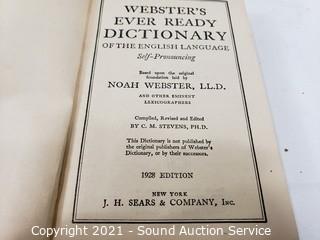 WEBSTER'S
EVER READY
DICTIONARY
OF THE ENGLISH LANGUAGE
Self-Pronouncing
Based upon the original
foundation laid by
NOAH WEBSTER, LL.D.
AND OTHER EMINENT
LEXICOGRAPHERS
Compiled, Revised and Edited
BY C. M. STEVENS, PH.D.
This Dictionary is not published by
the original publishers of Webster's
Dictionary, or by their successors.
1928 EDITION
NEW YORK
J. H. SEARS & COMPANY, INC.
Copyright 2021 - Sound Auction Service